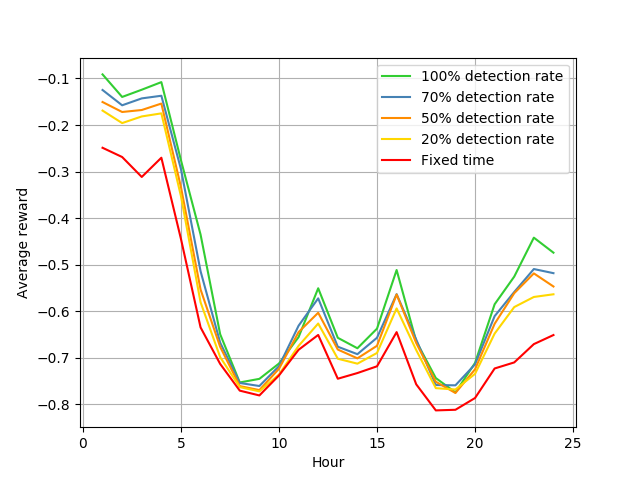 −0.1
−0.2
−0.3
−0.4
−0.5
−0.6
−0.7
−0.8
Average reward
100% detection rate
70% detection rate
50% detection rate
20% detection rate
Fixed time
0
5
10
15
20
25
Hour